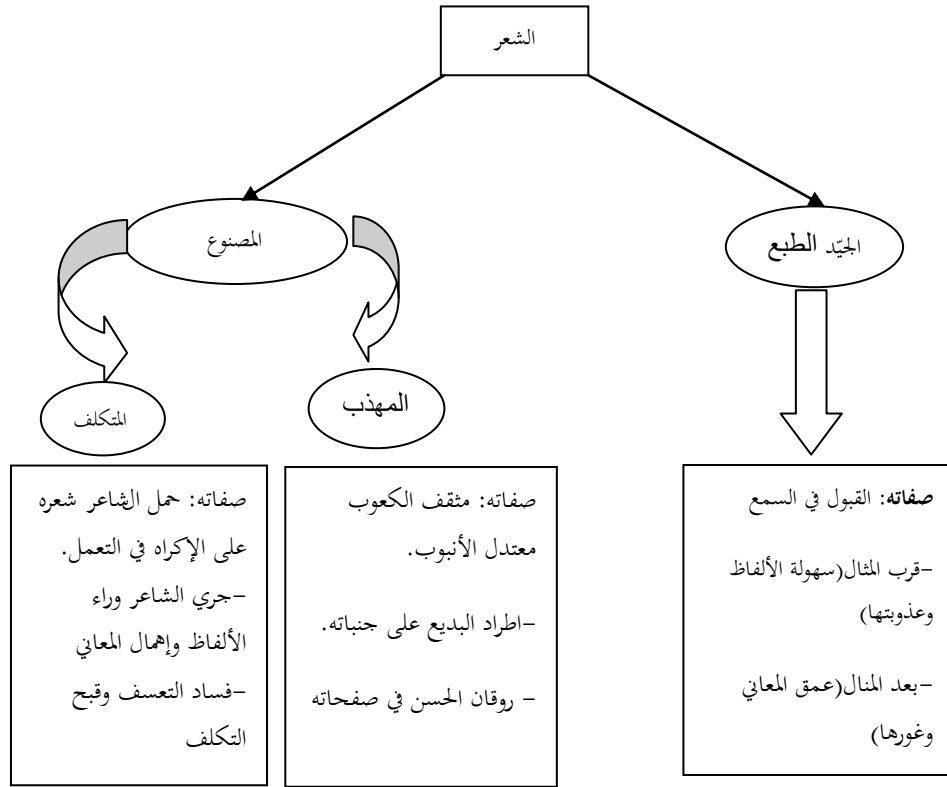 الشعر
الجيّد الطبع
المصنوع
المهذب
المتكلف
صفاته: القبول في السمع
-قرب المثال(سهولة الألفاظ
وعذوبتها)
-بعد المنال(عمق المعاني
وغورها)
صفاته: مثقف الكعوب
معتدل الأنبوب.
-اطراد البديع على جنباته.
- روقان الحسن في صفحاته
صفاته: حمل الشاعر شعره
على الإكراه في التعمل.
-جري الشاعر وراء
الألفاظ وإهمال المعاني
-فساد التعسف وقبح
التكلف